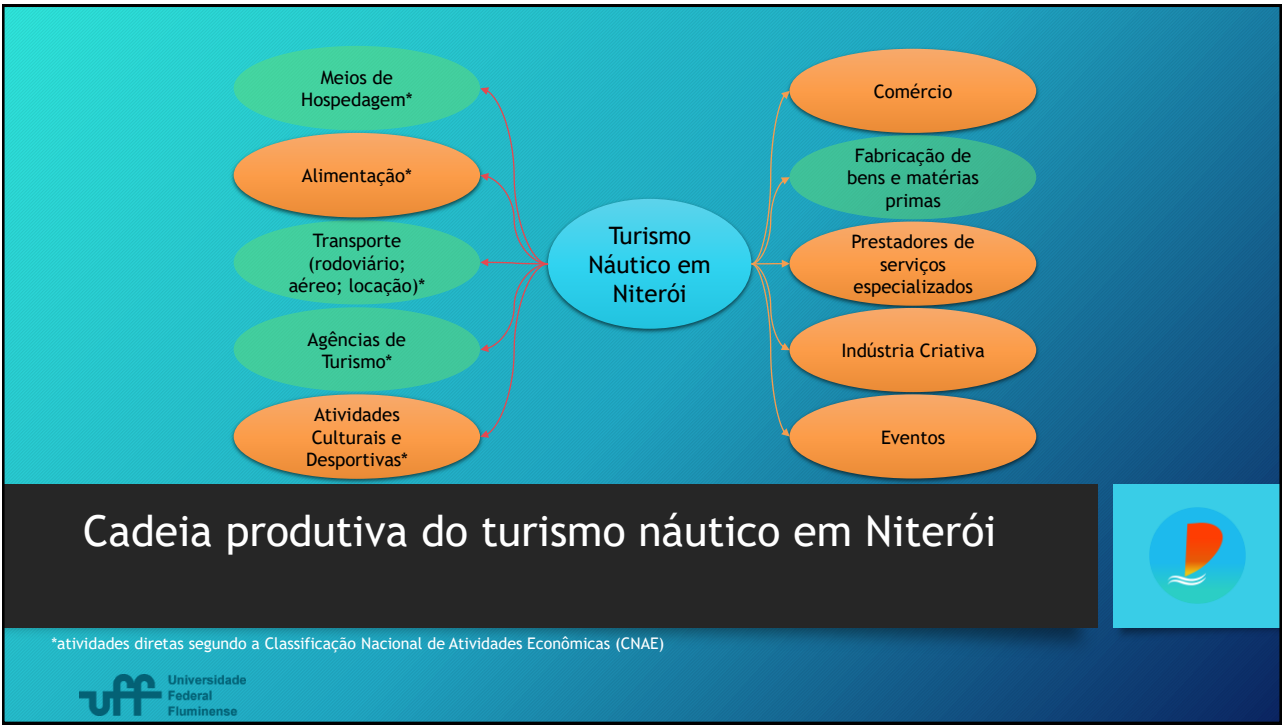 Meios de
Hospedagem*
Alimentação*
Transporte
(rodoviário;
aéreo; locação)*
Agências de
Turismo*
Atividades
Culturais e
Desportivas*
Turismo
Náutico em
Niterói
Comércio
Fabricação de
bens e matérias
primas
Prestadores de
serviços
especializados
Indústria Criativa
Eventos
Cadeia produtiva do turismo náutico em Niterói
*atividades diretas segundo a Classificação Nacional de Atividades Econômicas (CNAE)
uff
Universidade
Federal
Fluminense